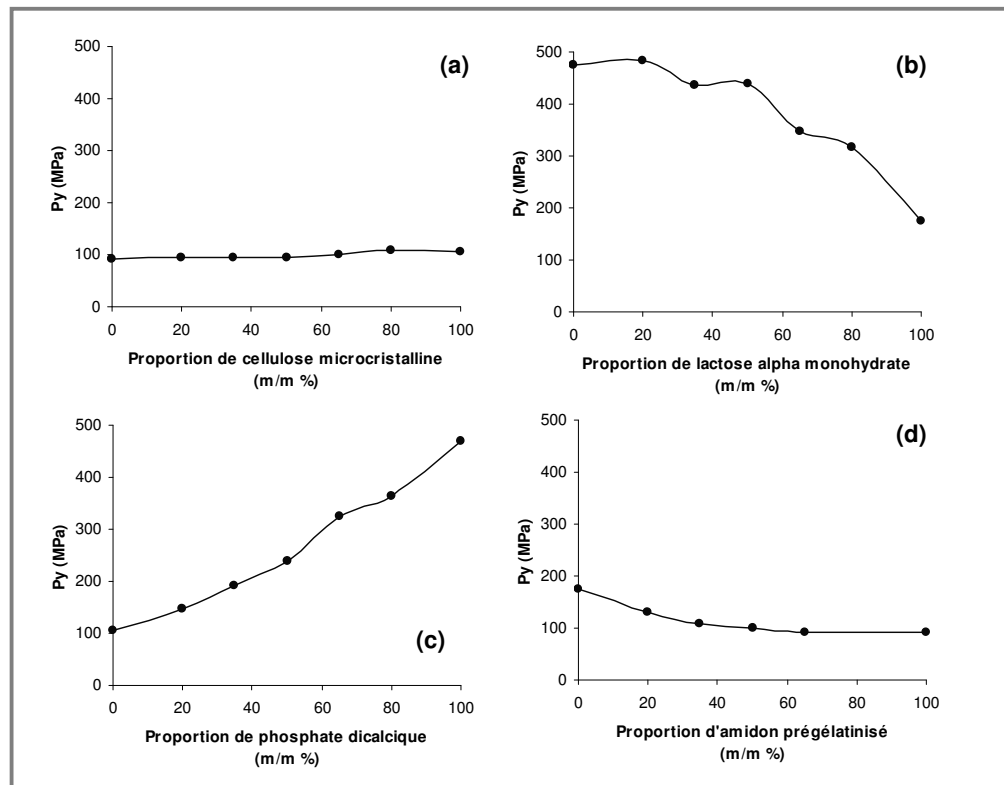 (a)
500
400
300
200
100
0
Py (MPa)
0 20 40 60 80 100
Proportion de cellulose microcristalline
(m/m %)
(b)
500
400
300
200
100
0
Py (MPa)
0 20 40 60 80 100
Proportion de lactose alpha monohydrate
(m/m %)
500
400
300
200
100
0
Py (MPa)
(c)
0 20 40 60 80 100
Proportion de phosphate dicalcique
(m/m %)
(d)
500
400
300
200
100
0
Py (MPa)
0 20 40 60 80 100
Proportion d'amidon prégélatinisé
(m/m %)